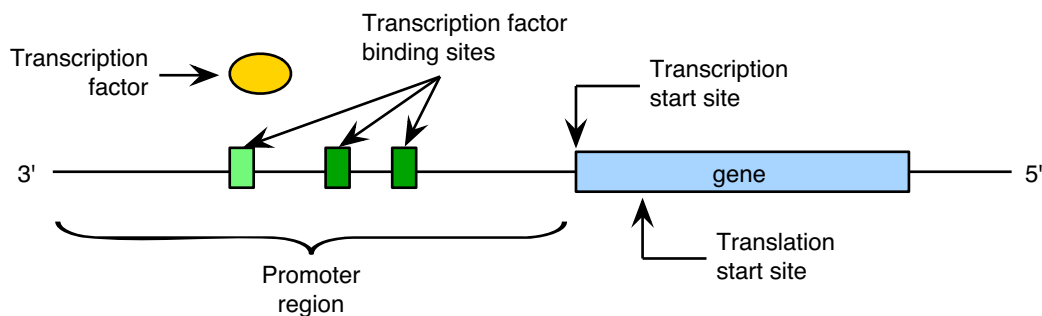 Transcription factor
binding sites
Transcription
factor
Transcription
start site
3'
gene
5'
Translation
start site
Promoter
region